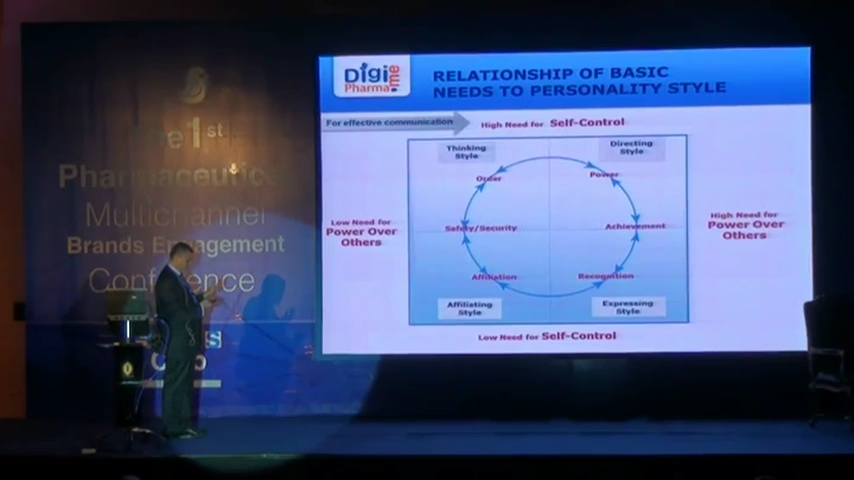 1st
Pharmaceutical
Multichannel
Brands Engagement
Conference
Digi
Pharma.me
RELATIONSHIP OF BASIC
NEEDS TO PERSONALITY STYLE
For effective communication
High Need for Self-Control
Thinking
Style
Directing
Style
Order
Power
Low Need for
Power Over
Others
Safety/Security
Achievement
High Need for
Power Over
Others
Affiliation
Recognition
Affiliating
Style
Expressing
Style
Low Need for Self-Control